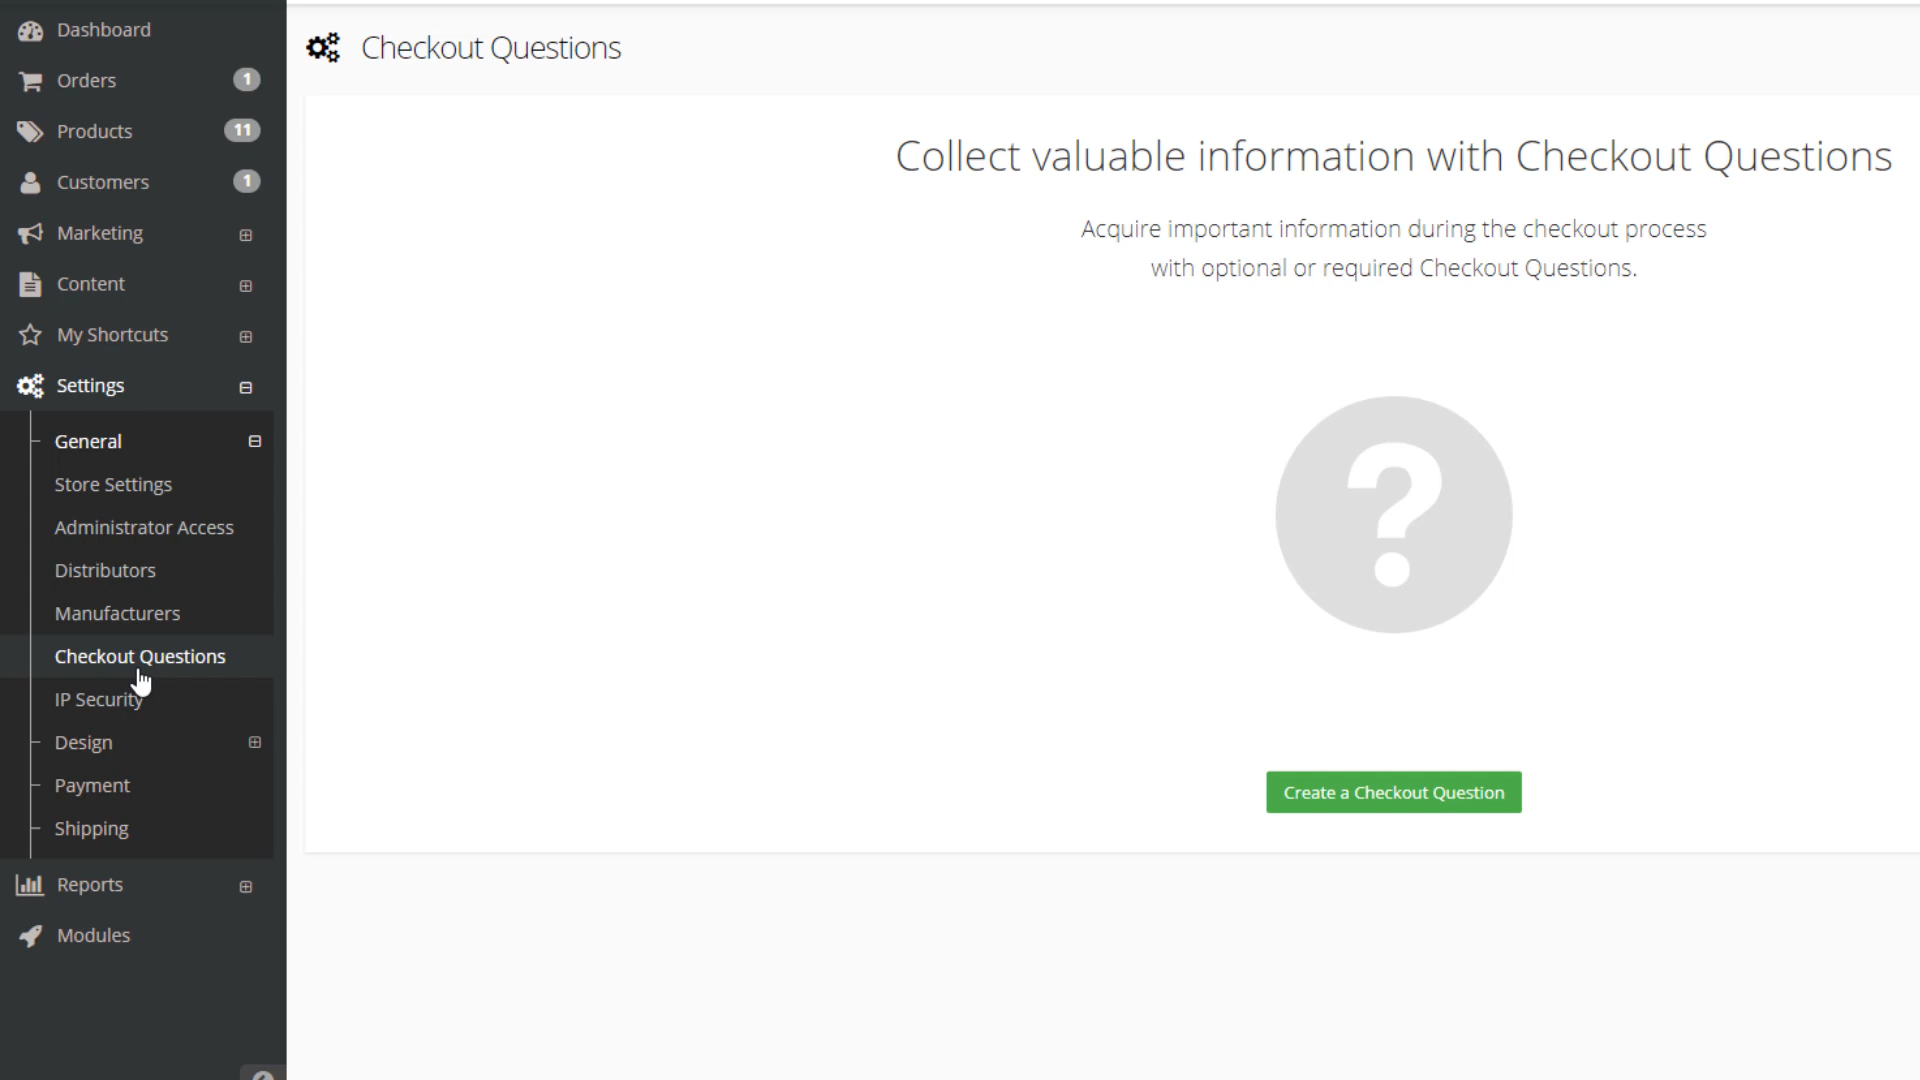 Dashboard
Orders 1
Products 11
Customers 1
Marketing
Content
My Shortcuts
Settings
General
Store Settings
Administrator Access
Distributors
Manufacturers
Checkout Questions
IP Security
Design
Payment
Shipping
Reports
Modules
Checkout Questions
Collect valuable information with Checkout Questions
Acquire important information during the checkout process
with optional or required Checkout Questions.
?
Create a Checkout Question